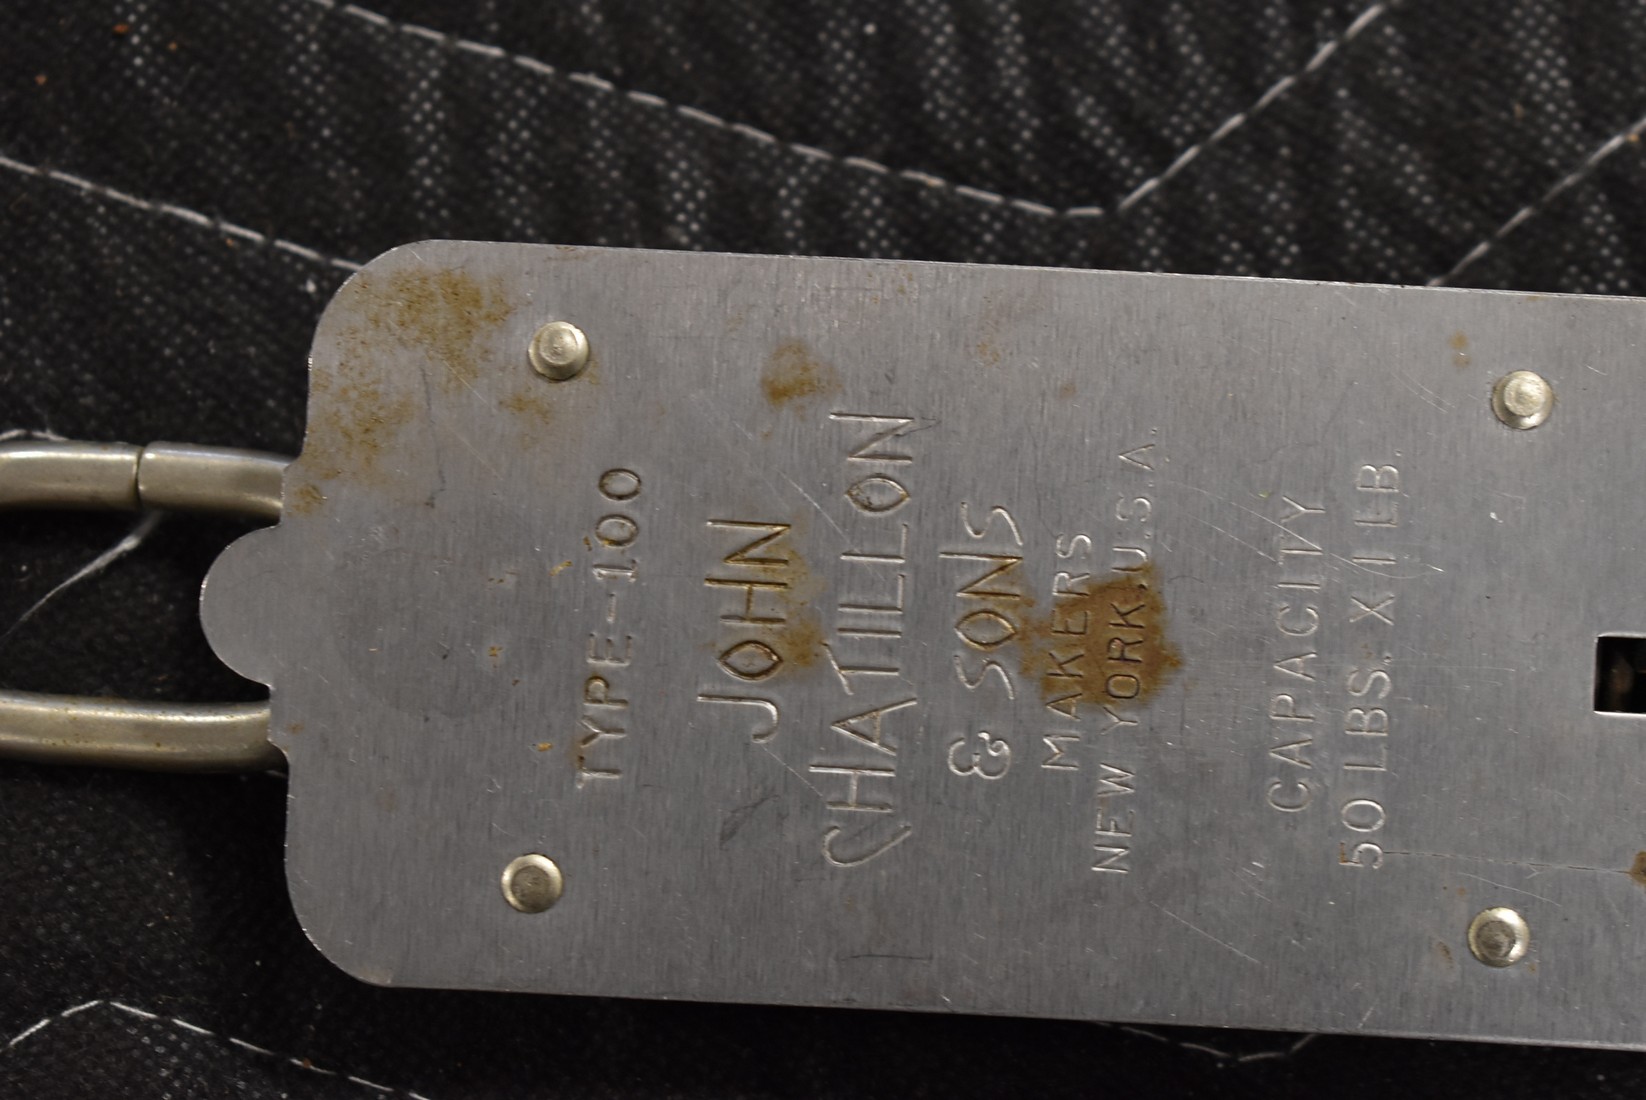 TYPE-100
JOHN
CHATILLON
& SONS
MAKERS
NEW YORK.U.S.A.
CAPACITY
50 LBS. X 1 LB.